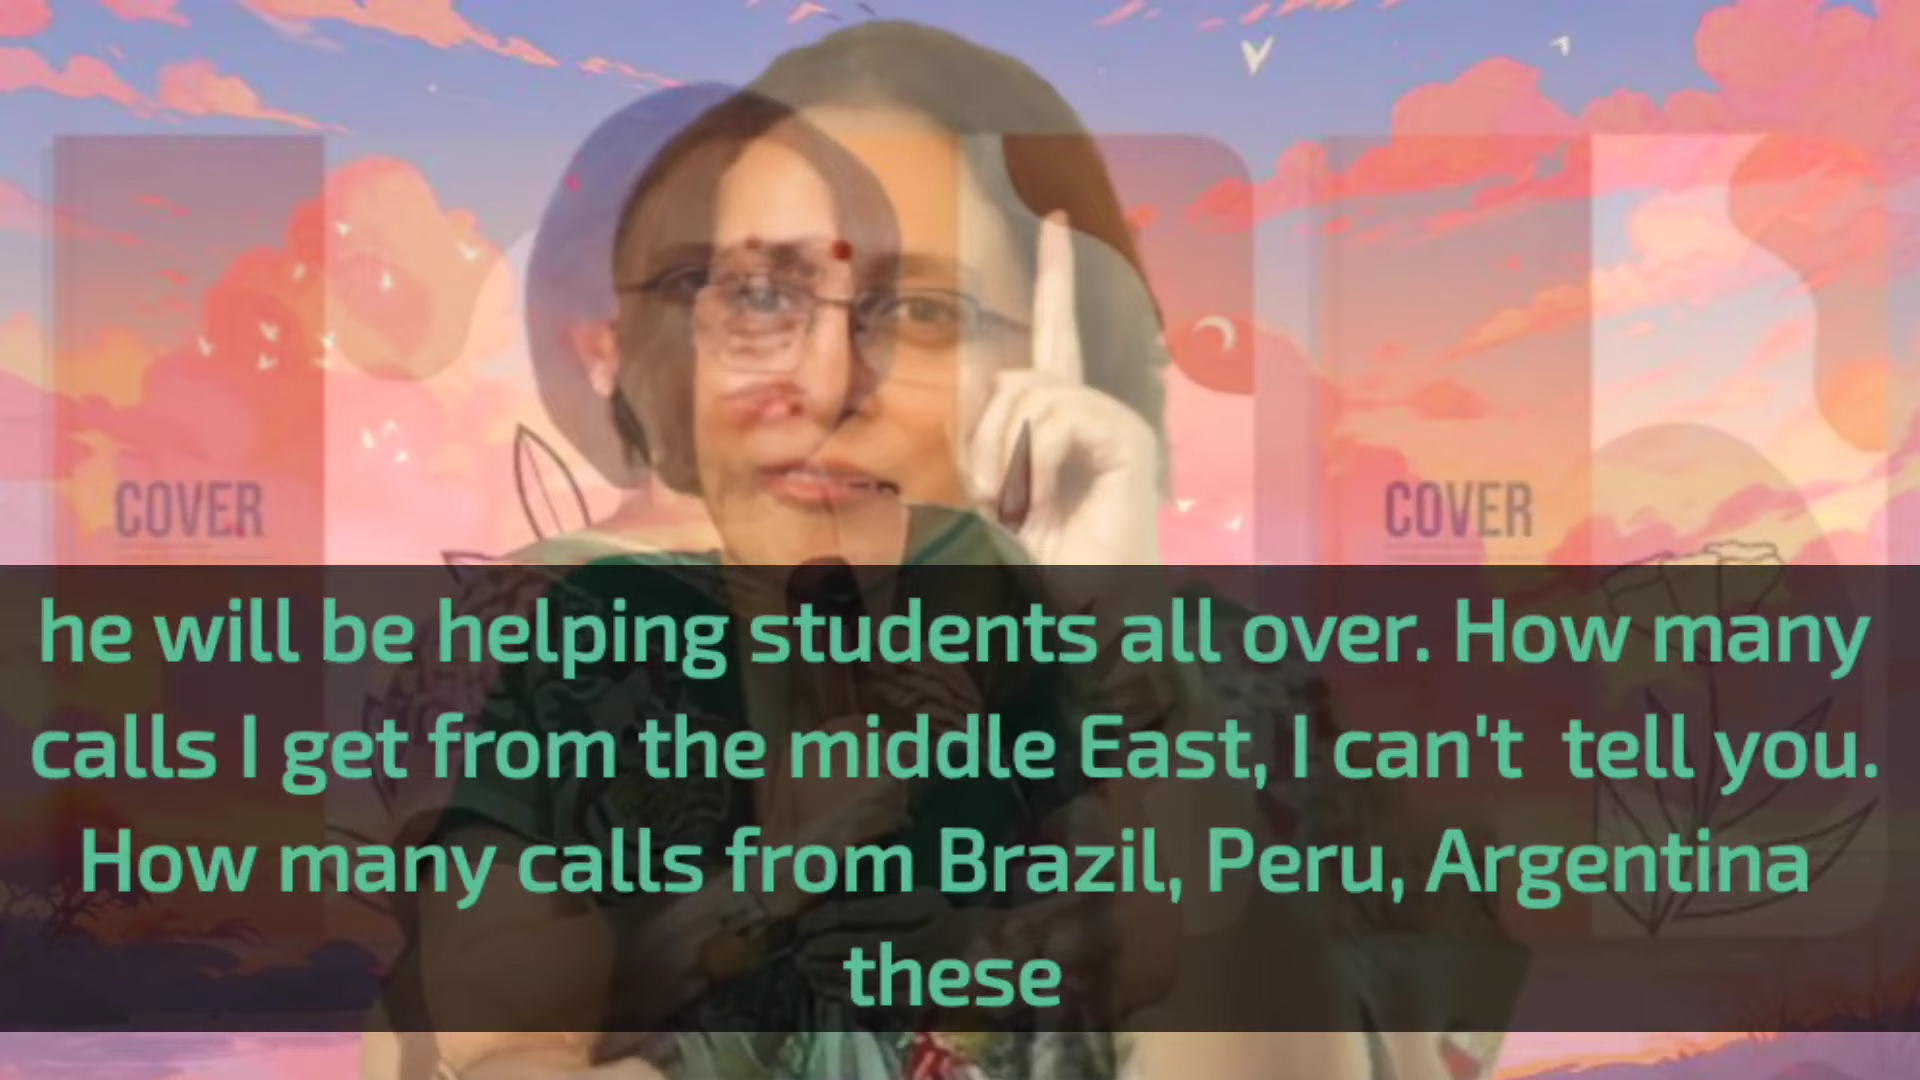 COVER
COVER
he will be helping students all over. How many
calls I get from the middle East, I can't tell you.
How many calls from Brazil, Peru, Argentina
these